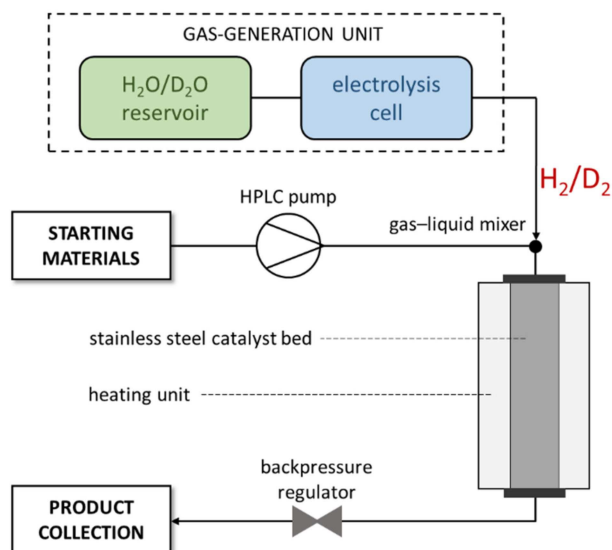 GAS-GENERATION UNIT
H₂O/D₂O
reservoir
electrolysis
cell
H₂/D₂
HPLC pump
gas–liquid mixer
STARTING
MATERIALS
stainless steel catalyst bed
heating unit
backpressure
regulator
PRODUCT
COLLECTION